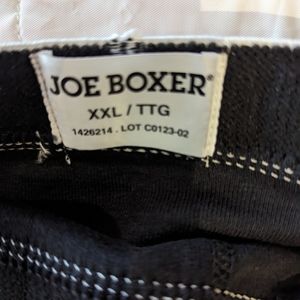 JOE BOXER®
XXL / TTG
1426214 . LOT C0123-02